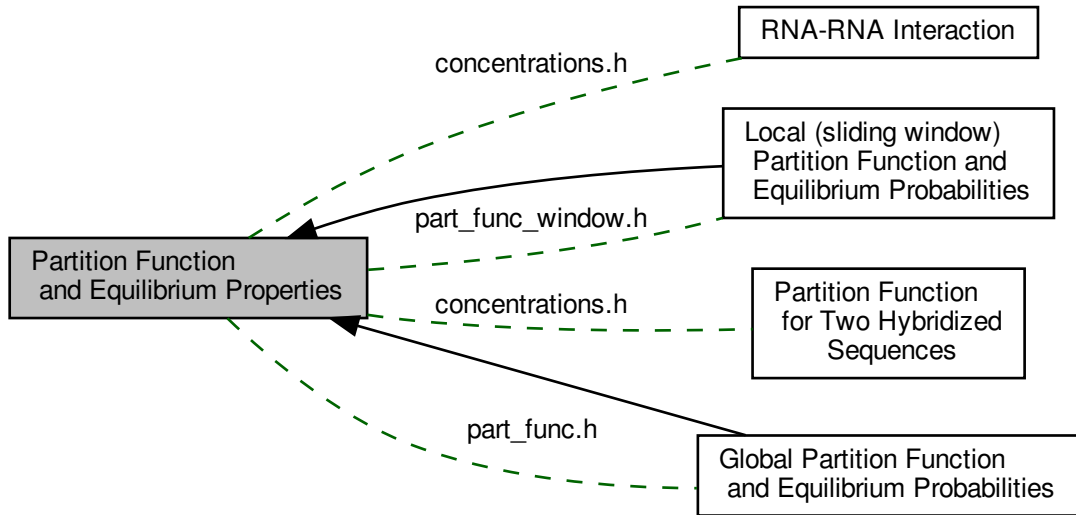 RNA-RNA Interaction
concentrations.h
Local (sliding window)
Partition Function and
Equilibrium Probabilities
part_func_window.h
Partition Function
and Equilibrium Properties
concentrations.h
Partition Function
for Two Hybridized
Sequences
part_func.h
Global Partition Function
and Equilibrium Probabilities